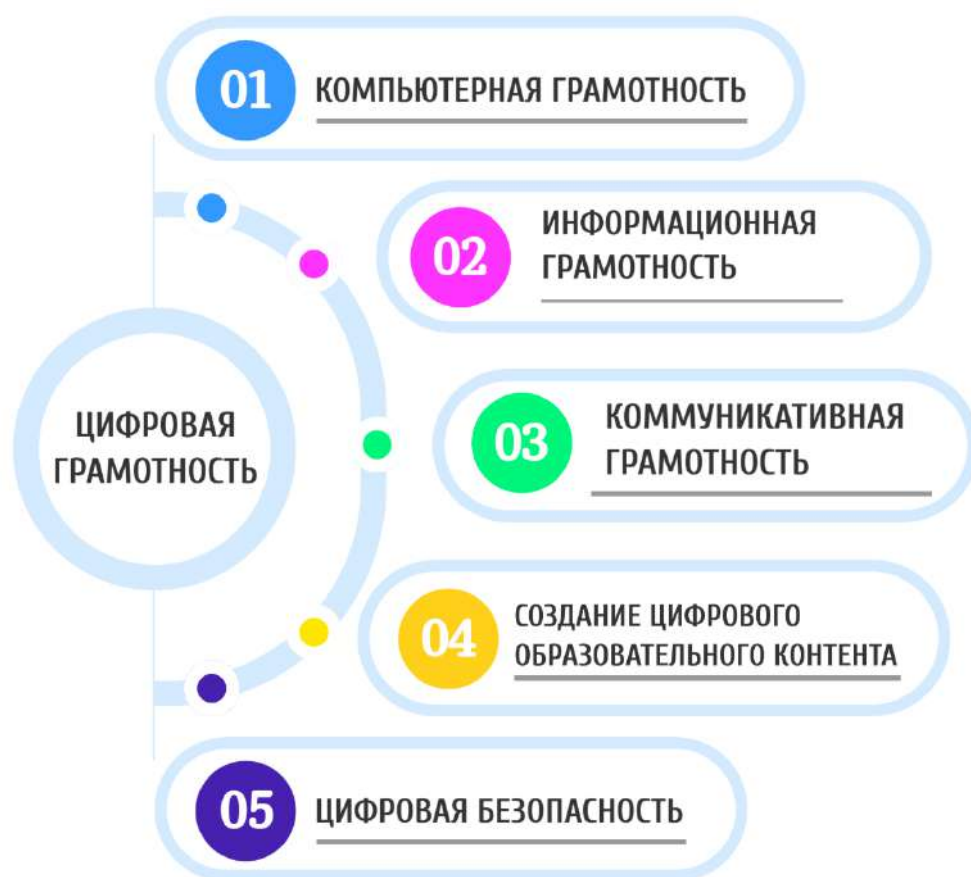 01
КОМПЬЮТЕРНАЯ ГРАМОТНОСТЬ
02
ИНФОРМАЦИОННАЯ
ГРАМОТНОСТЬ
ЦИФРОВАЯ
ГРАМОТНОСТЬ
03
КОММУНИКАТИВНАЯ
ГРАМОТНОСТЬ
04
СОЗДАНИЕ ЦИФРОВОГО
ОБРАЗОВАТЕЛЬНОГО КОНТЕНТА
05
ЦИФРОВАЯ БЕЗОПАСНОСТЬ